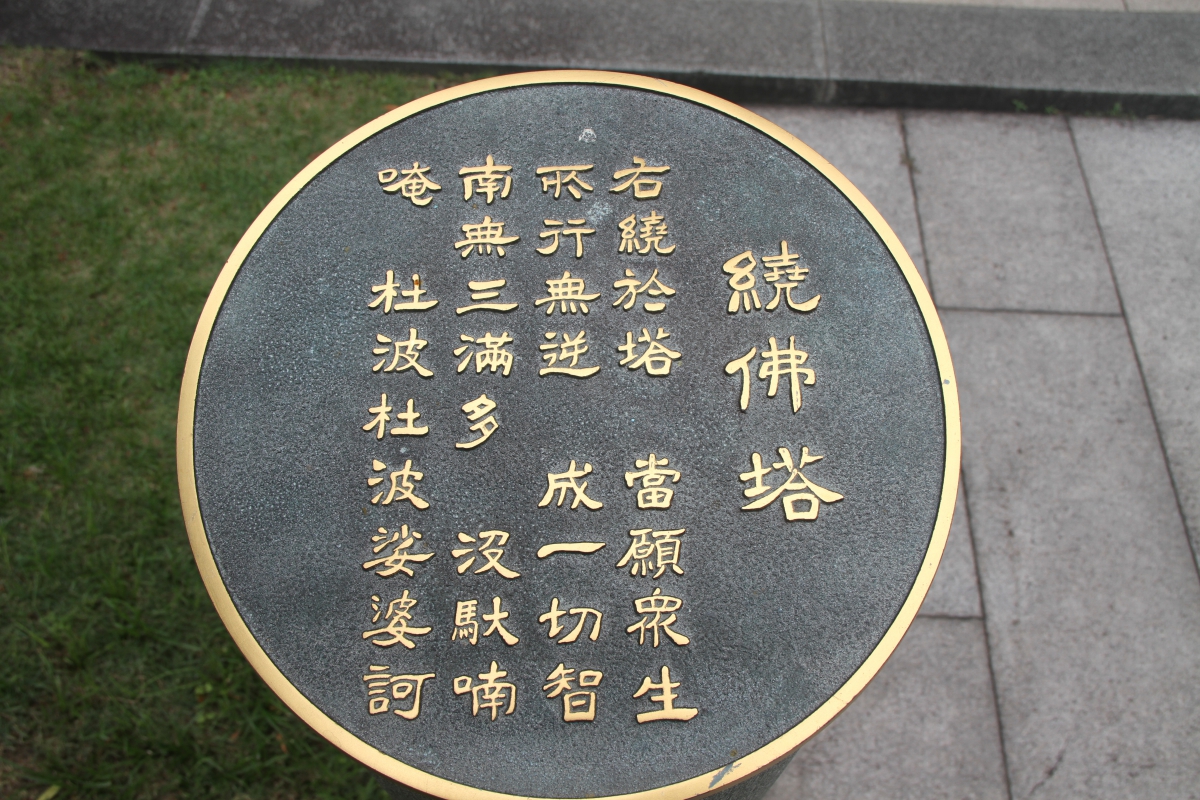 繞佛塔
右繞於塔 當願衆生
所行無逆 成一切智
南無三滿多 沒馱喃
唵 杜波杜波娑婆訶